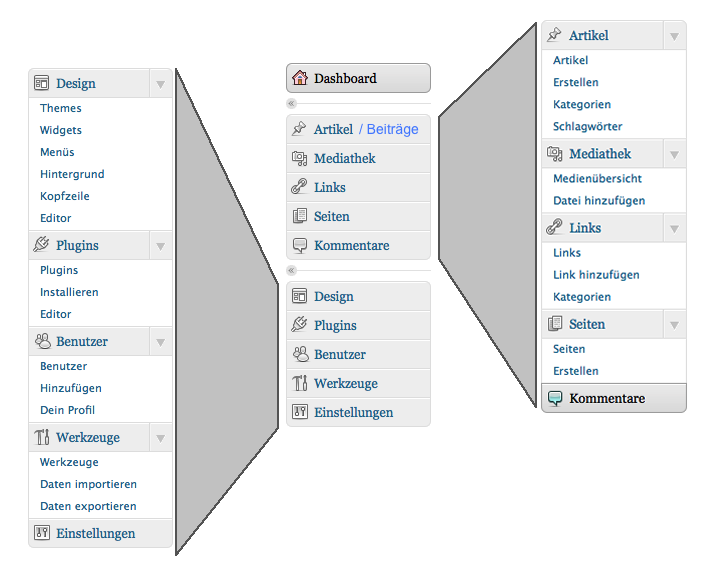 Design
Themes
Widgets
Menüs
Hintergrund
Kopfzeile
Editor
Plugins
Plugins
Installieren
Editor
Benutzer
Benutzer
Hinzufügen
Dein Profil
Werkzeuge
Werkzeuge
Daten importieren
Daten exportieren
Einstellungen
Dashboard
«
Artikel / Beiträge
Mediathek
Links
Seiten
Kommentare
«
Design
Plugins
Benutzer
Werkzeuge
Einstellungen
Artikel
Artikel
Erstellen
Kategorien
Schlagwörter
Mediathek
Medienübersicht
Datei hinzufügen
Links
Links
Link hinzufügen
Kategorien
Seiten
Seiten
Erstellen
Kommentare